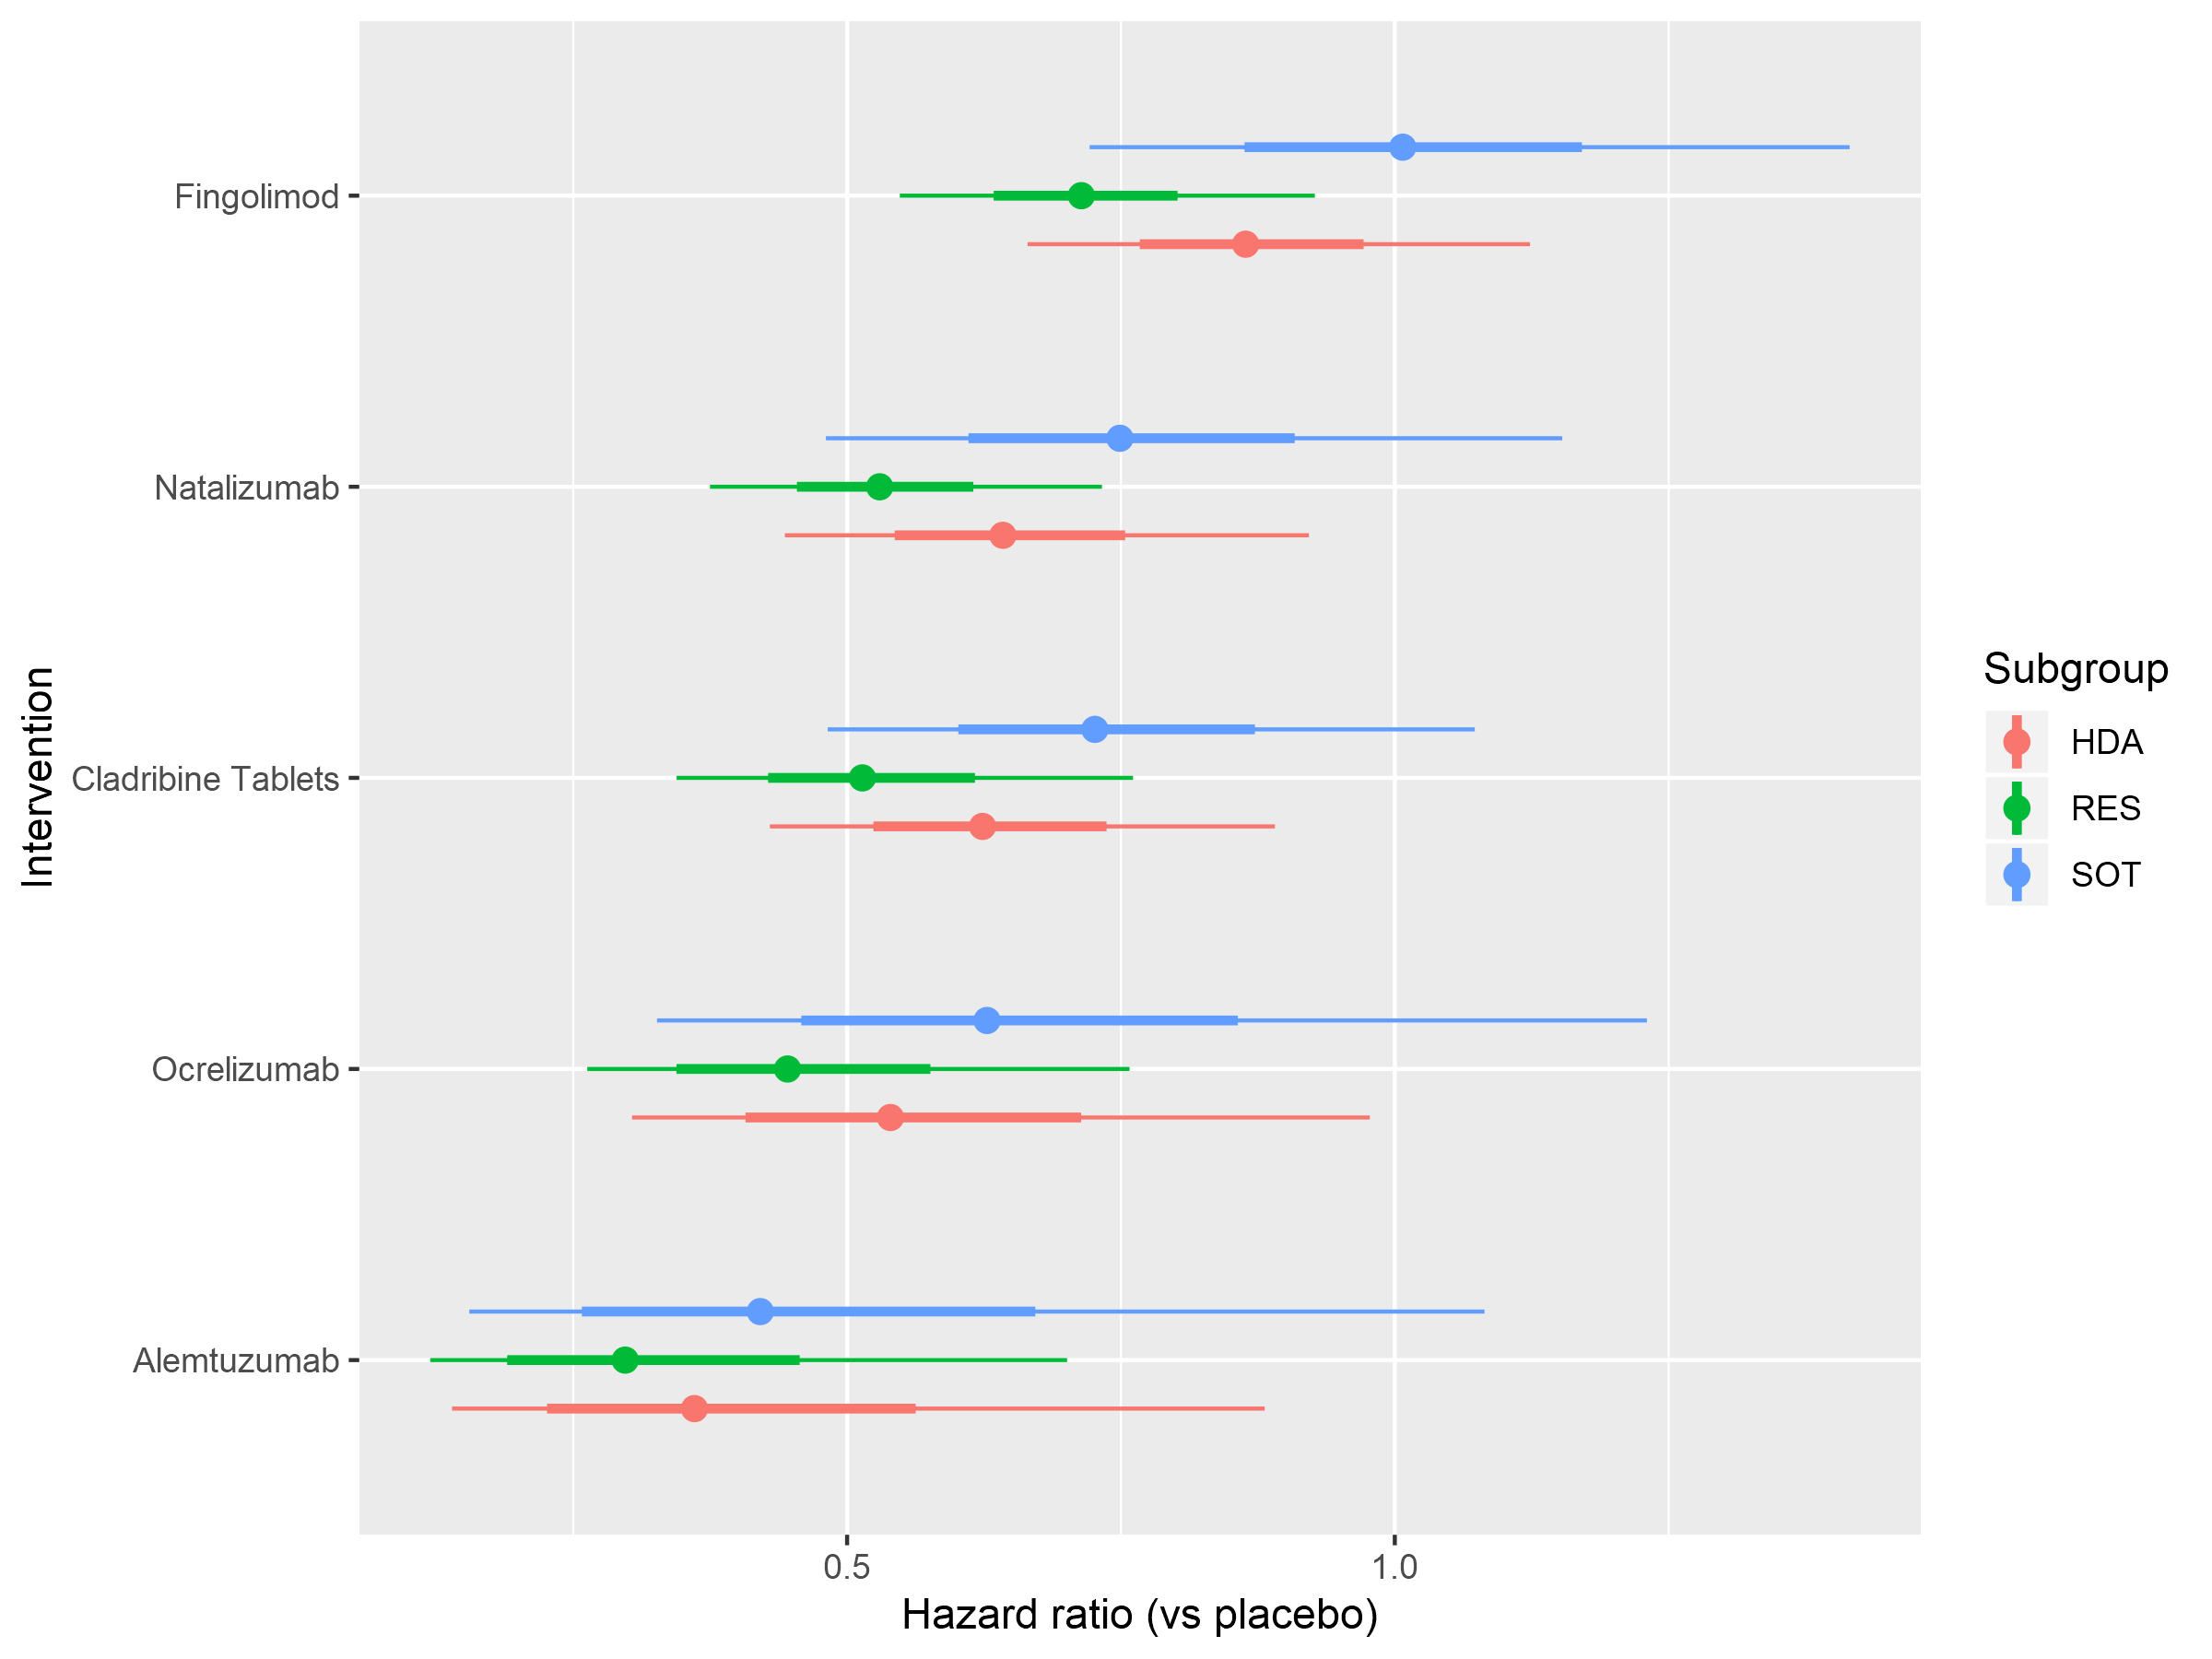 Fingolimod
Natalizumab
Cladribine Tablets
Ocrelizumab
Alemtuzumab
Intervention
0.5
1.0
Hazard ratio (vs placebo)
Subgroup
HDA
RES
SOT